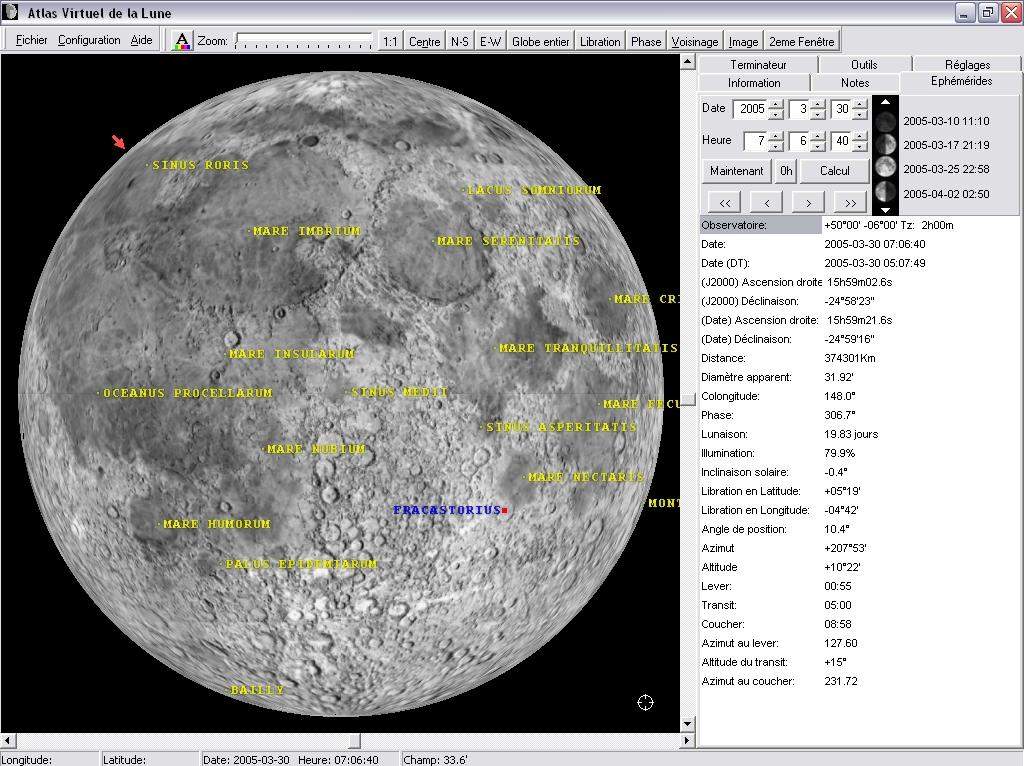 Atlas Virtuel de la Lune
Fichier Configuration Aide A Zoom: 1:1 Centre N-S E-W Globe entier Libration Phase Voisinage Image 2eme Fenêtre
Terminateur Outils Réglages
Information Notes Ephémérides
Date 2005 3 30
Heure 7 6 40
Maintenant 0h Calcul
<< < > >>
2005-03-10 11:10
2005-03-17 21:19
2005-03-25 22:58
2005-04-02 02:50
Observatoire: +50°00' -06°00' Tz: 2h00m
Date: 2005-03-30 07:06:40
Date (DT): 2005-03-30 05:07:49
(J2000) Ascension droite 15h59m02.6s
(J2000) Déclinaison: -24°58'23"
(Date) Ascension droite: 15h59m21.6s
(Date) Déclinaison: -24°59'16"
Distance: 374301Km
Diamètre apparent: 31.92'
Colongitude: 148.0°
Phase: 306.7°
Lunaison: 19.83 jours
Illumination: 79.9%
Inclinaison solaire: -0.4°
Libration en Latitude: +05°19'
Libration en Longitude: -04°42'
Angle de position: 10.4°
Azimut +207°53'
Altitude +10°22'
Lever: 00:55
Transit: 05:00
Coucher: 08:58
Azimut au lever: 127.60
Altitude du transit: +15°
Azimut au coucher: 231.72
SINUS RORIS
LACUS SOMNIORUM
MARE IMBRIUM
MARE SERENITATIS
MARE CRI
MARE TRANQUILLITATIS
MARE INSULARUM
OCEANUS PROCELLARUM
SINUS MEDII
MARE FECU
SINUS ASPERITATIS
MARE NUBIUM
MARE NECTARIS
MONT
FRACASTORIUS
MARE HUMORUM
PALUS EPIDEMIARUM
BAILLY
Longitude: Latitude: Date: 2005-03-30 Heure: 07:06:40 Champ: 33.6'